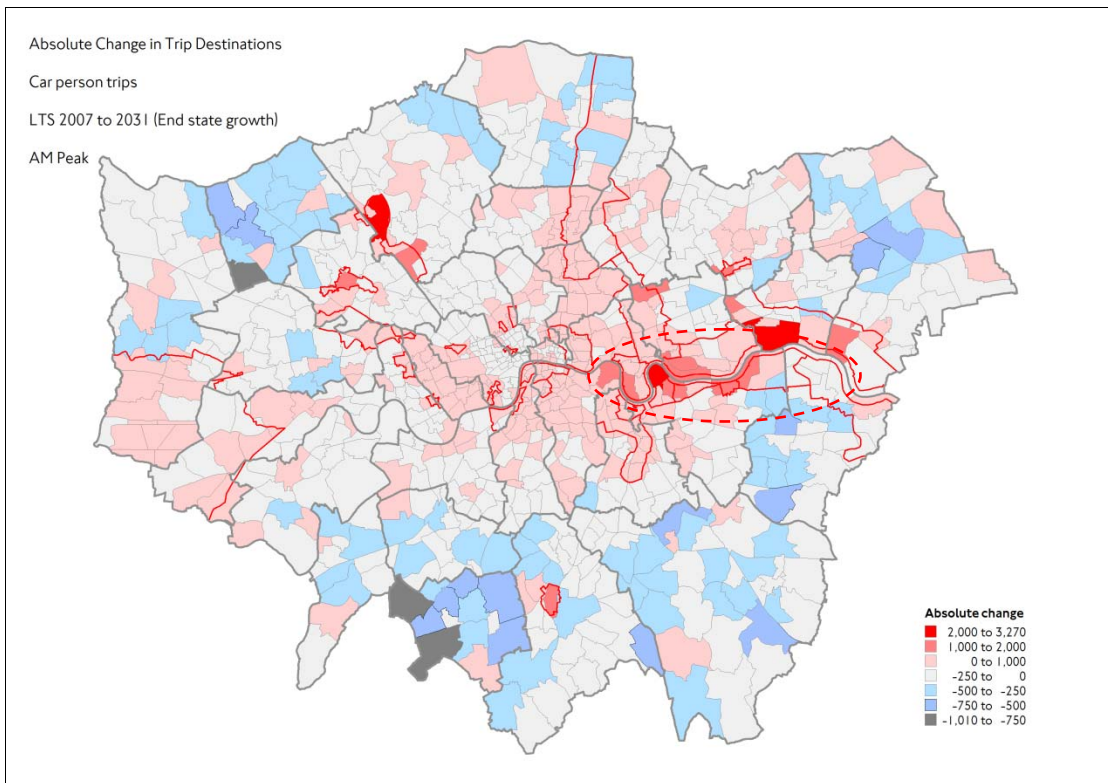 Absolute Change in Trip Destinations
Car person trips
LTS 2007 to 2031 (End state growth)
AM Peak
Absolute change
2,000 to 3,270
1,000 to 2,000
0 to 1,000
-250 to 0
-500 to -250
-750 to -500
-1,010 to -750